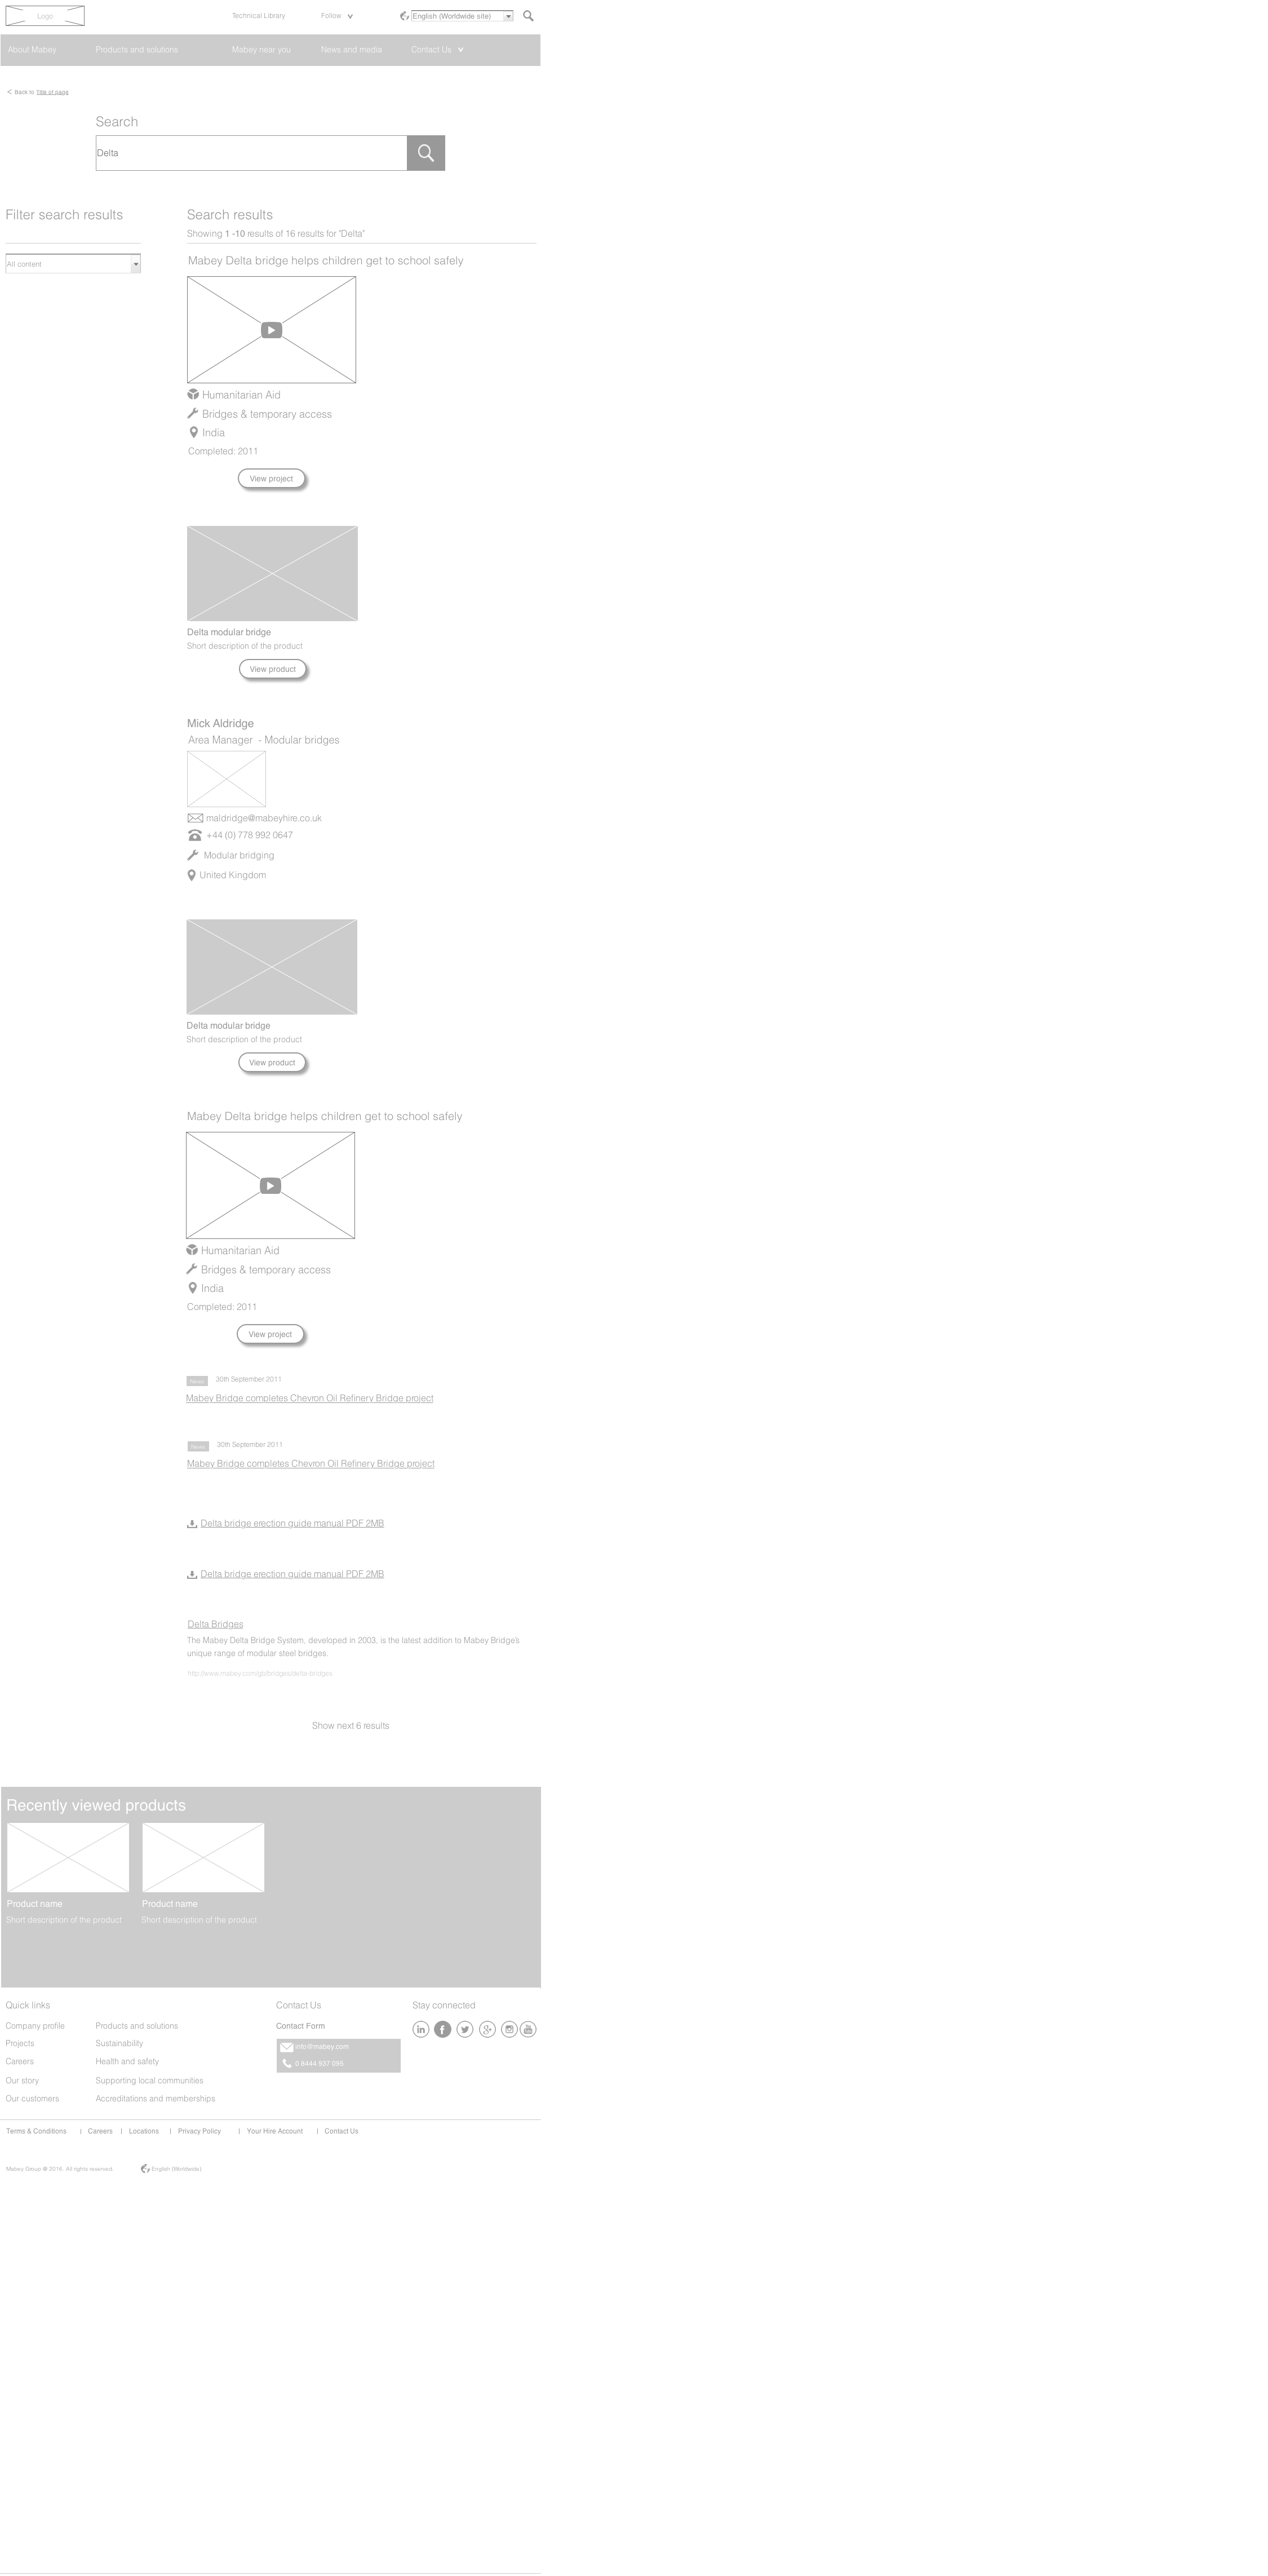 Logo
Technical Library
Follow
English (Worldwide site)
About Mabey
Products and solutions
Mabey near you
News and media
Contact Us
< Back to Title of page
Search
Delta
Filter search results
All content
Search results
Showing 1 -10 results of 16 results for "Delta"
Mabey Delta bridge helps children get to school safely
Humanitarian Aid
Bridges & temporary access
India
Completed: 2011
View project
Delta modular bridge
Short description of the product
View product
Mick Aldridge
Area Manager - Modular bridges
maldridge@mabeyhire.co.uk
+44 (0) 778 992 0647
Modular bridging
United Kingdom
Delta modular bridge
Short description of the product
View product
Mabey Delta bridge helps children get to school safely
Humanitarian Aid
Bridges & temporary access
India
Completed: 2011
View project
News 30th September 2011
Mabey Bridge completes Chevron Oil Refinery Bridge project
News 30th September 2011
Mabey Bridge completes Chevron Oil Refinery Bridge project
Delta bridge erection guide manual PDF 2MB
Delta bridge erection guide manual PDF 2MB
Delta Bridges
The Mabey Delta Bridge System, developed in 2003, is the latest addition to Mabey Bridge's
unique range of modular steel bridges.
http://www.mabey.com/gb/bridges/delta-bridges
Show next 6 results
Recently viewed products
Product name
Short description of the product
Product name
Short description of the product
Quick links
Company profile
Projects
Careers
Our story
Our customers
Products and solutions
Sustainability
Health and safety
Supporting local communities
Accreditations and memberships
Contact Us
Contact Form
info@mabey.com
0 8444 937 095
Stay connected
in
You
Terms & Conditions | Careers | Locations | Privacy Policy | Your Hire Account | Contact Us
Mabey Group © 2016. All rights reserved.
English (Worldwide)